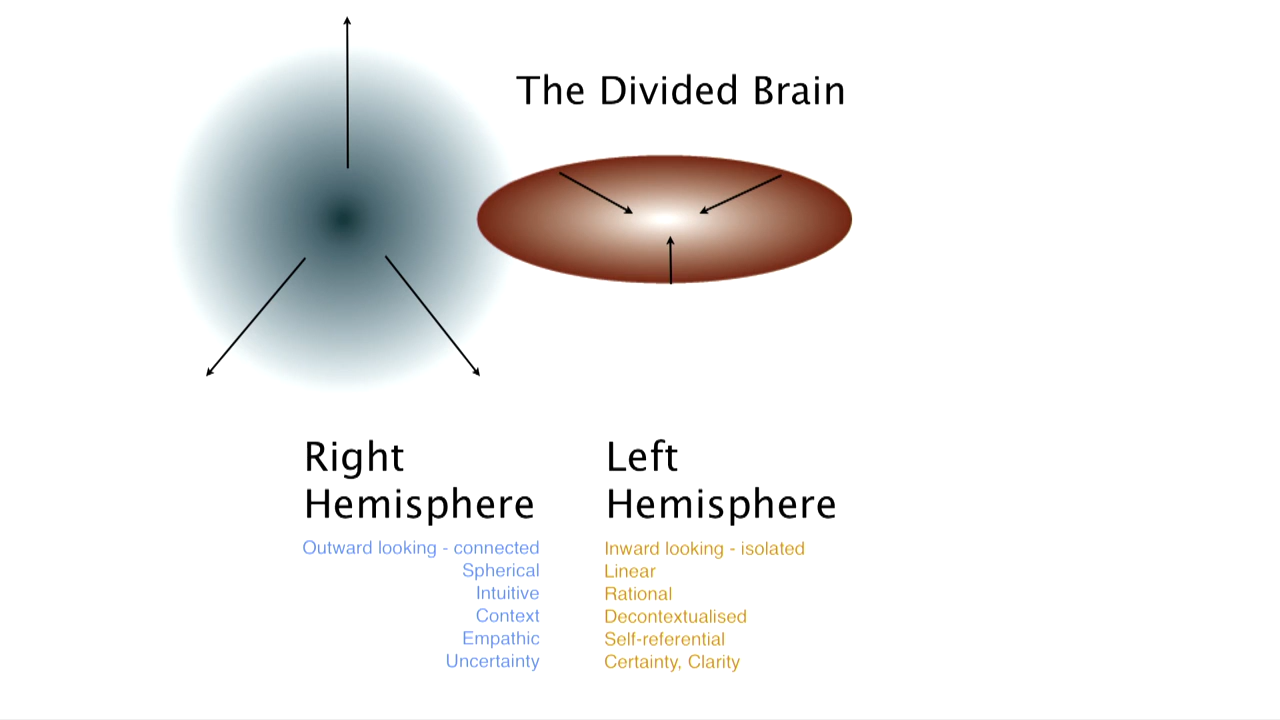 The Divided Brain
Right
Hemisphere
Outward looking - connected
Spherical
Intuitive
Context
Empathic
Uncertainty
Left
Hemisphere
Inward looking - isolated
Linear
Rational
Decontextualised
Self-referential
Certainty, Clarity